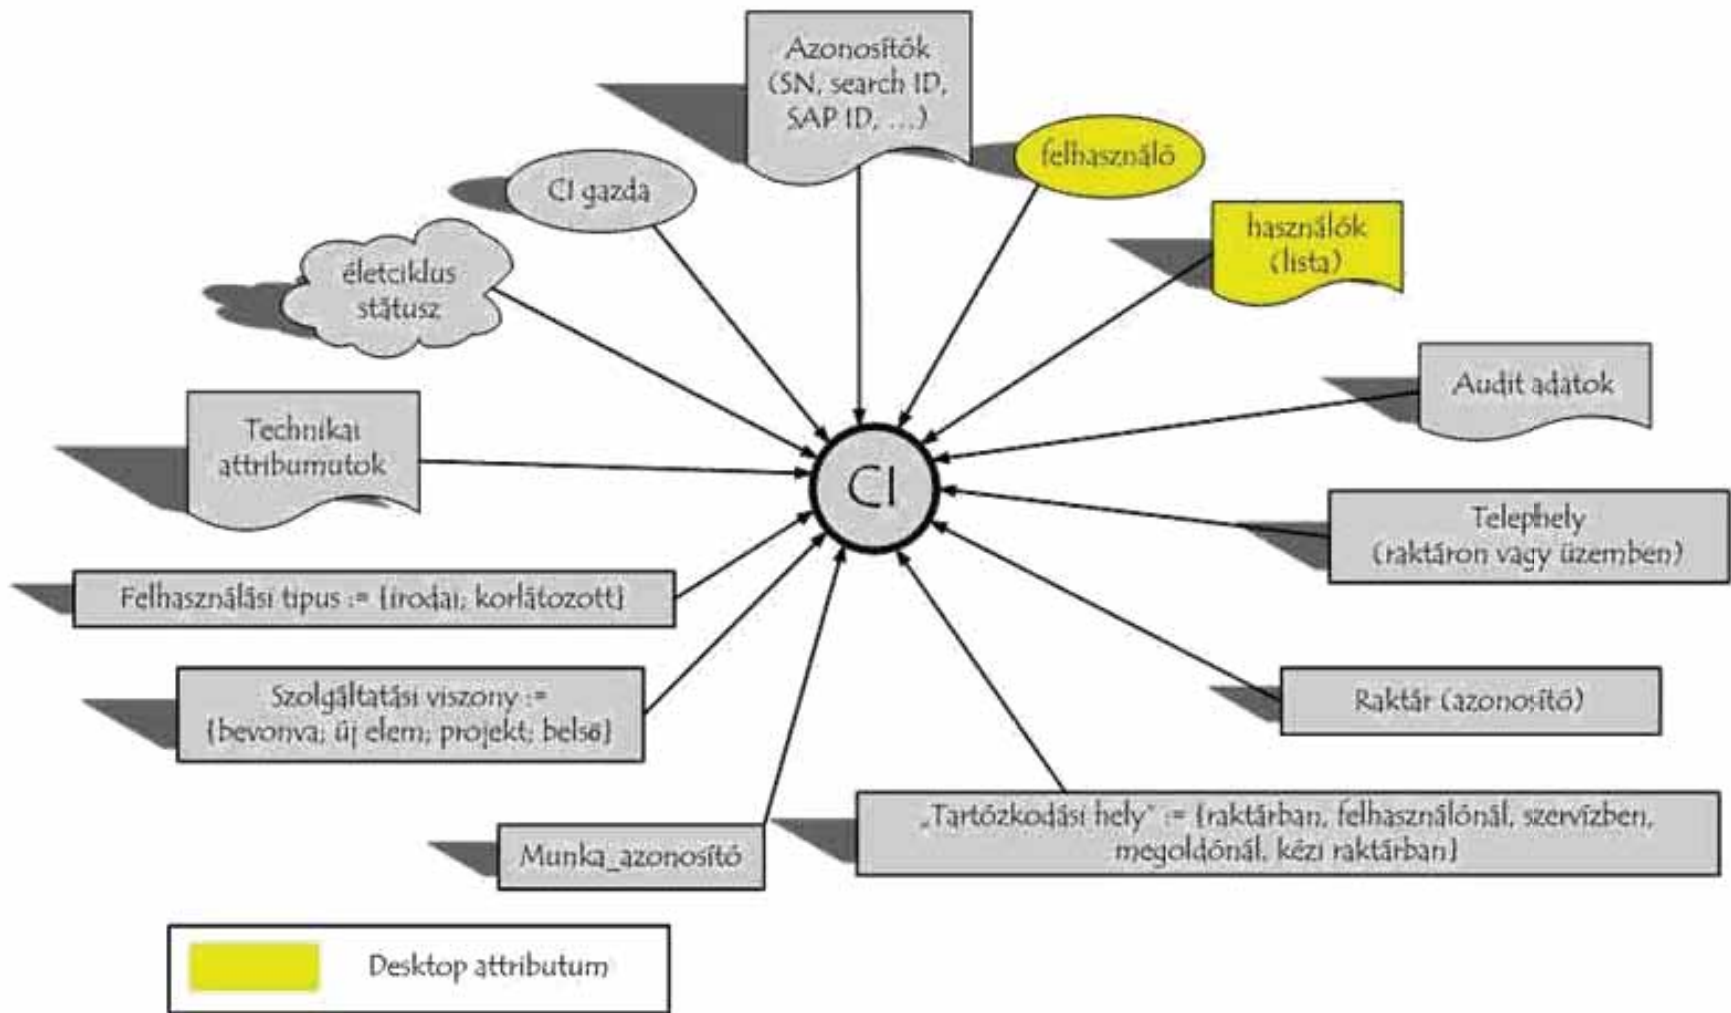 Azonosítók
(SN, search ID,
SAP ID, ...)
felhasználó
CI gazda
használók
(lista)
életciklus
státusz
Audit adatok
Technikai
attribumutok
CI
Telephely
(raktáron vagy üzemben)
Felhasználási tipus := {irodai; korlátozott}
Szolgáltatási viszony :=
{bevonva; új elem; projekt; belső}
Raktár (azonosító)
„Tartózkodási hely" := {raktárban, felhasználónál, szervízben,
megoldónál, kézi raktárban}
Munka_azonosító
Desktop attributum